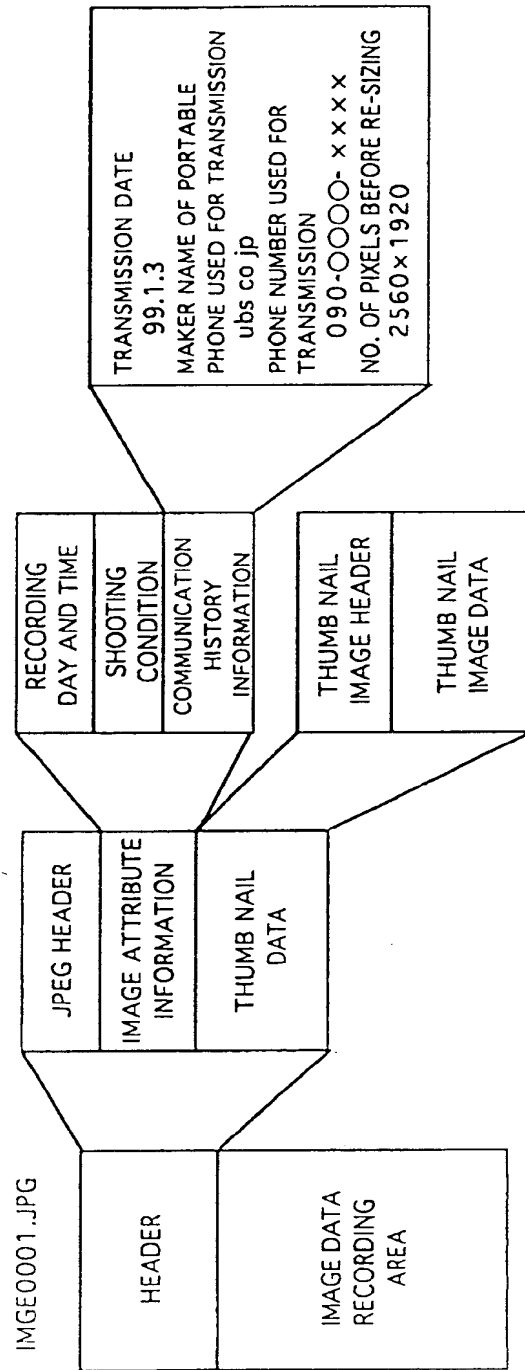 IMGE0001.JPG
HEADER
IMAGE DATA
RECORDING
AREA
JPEG HEADER
IMAGE ATTRIBUTE
INFORMATION
THUMB NAIL
DATA
RECORDING
DAY AND TIME
SHOOTING
CONDITION
COMMUNICATION
HISTORY
INFORMATION
THUMB NAIL
IMAGE HEADER
THUMB NAIL
IMAGE DATA
TRANSMISSION DATE
99.1.3
MAKER NAME OF PORTABLE
PHONE USED FOR TRANSMISSION
ubs co jp
PHONE NUMBER USED FOR
TRANSMISSION
090-○○○○-××××
NO. OF PIXELS BEFORE RE-SIZING
2560×1920